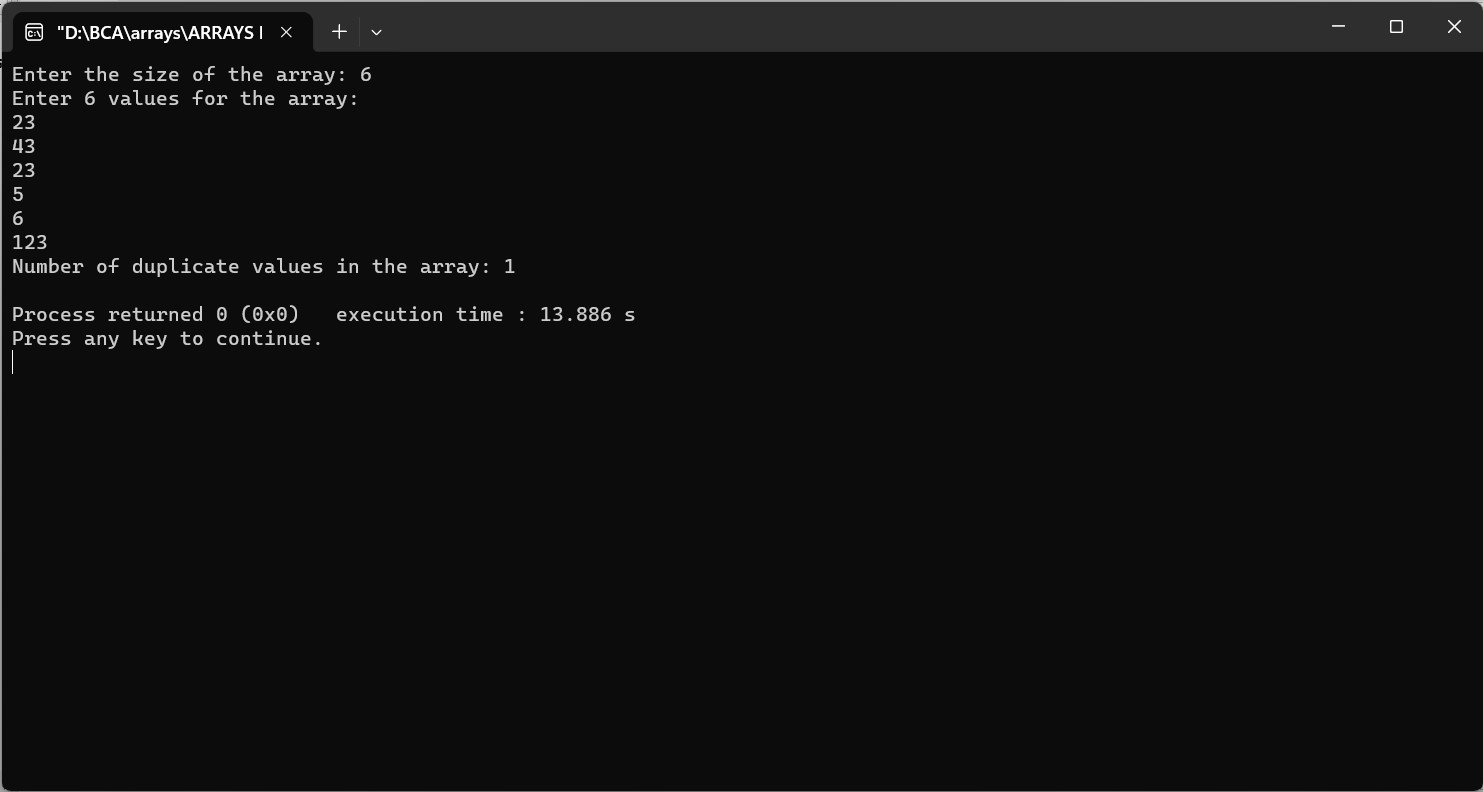 "D:\BCA\arrays\ARRAYS
Enter the size of the array: 6
Enter 6 values for the array:
23
43
23
5
6
123
Number of duplicate values in the array: 1
Process returned 0 (0x0)   execution time : 13.886 s
Press any key to continue.